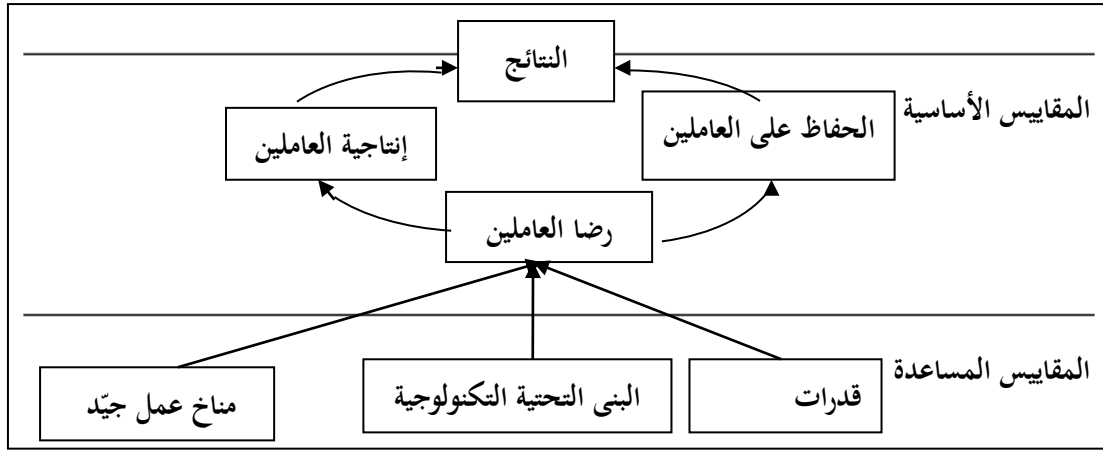 النتائج
المقاييس الأساسية
الحفاظ على العاملين
إنتاجية العاملين
رضا العاملين
المقاييس المساعدة
قدرات
البنى التحتية التكنولوجية
مناخ عمل جيّد